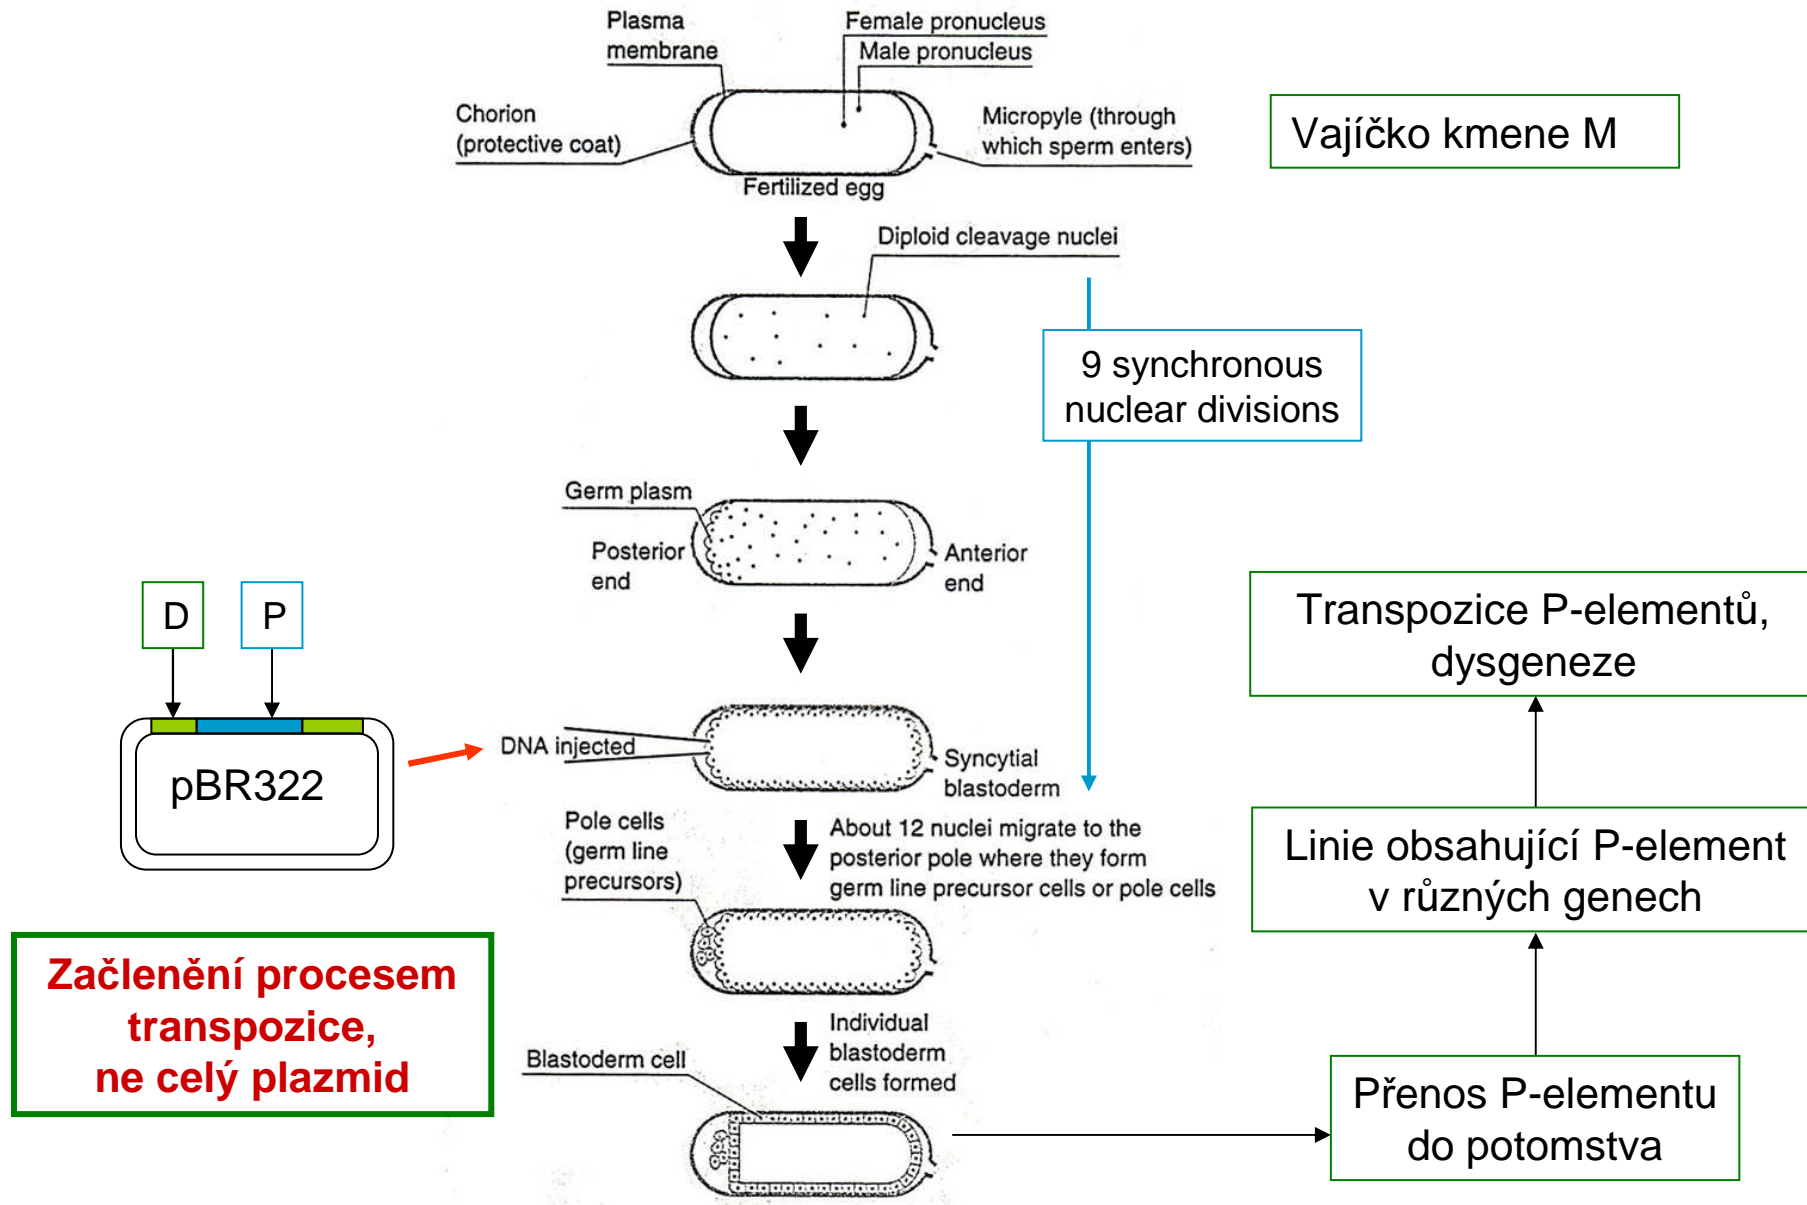 Plasma
membrane
Female pronucleus
Male pronucleus
Chorion
(protective coat)
Micropyle (through
which sperm enters)
Fertilized egg
Vajíčko kmene M
Diploid cleavage nuclei
9 synchronous
nuclear divisions
Germ plasm
Posterior
end
Anterior
end
D
P
pBR322
DNA injected
Syncytial
blastoderm
Pole cells
(germ line
precursors)
About 12 nuclei migrate to the
posterior pole where they form
germ line precursor cells or pole cells
Začlenění procesem
transpozice,
ne celý plazmid
Individual
blastoderm
cells formed
Blastoderm cell
Transpozice P-elementů,
dysgeneze
Linie obsahující P-element
v různých genech
Přenos P-elementu
do potomstva